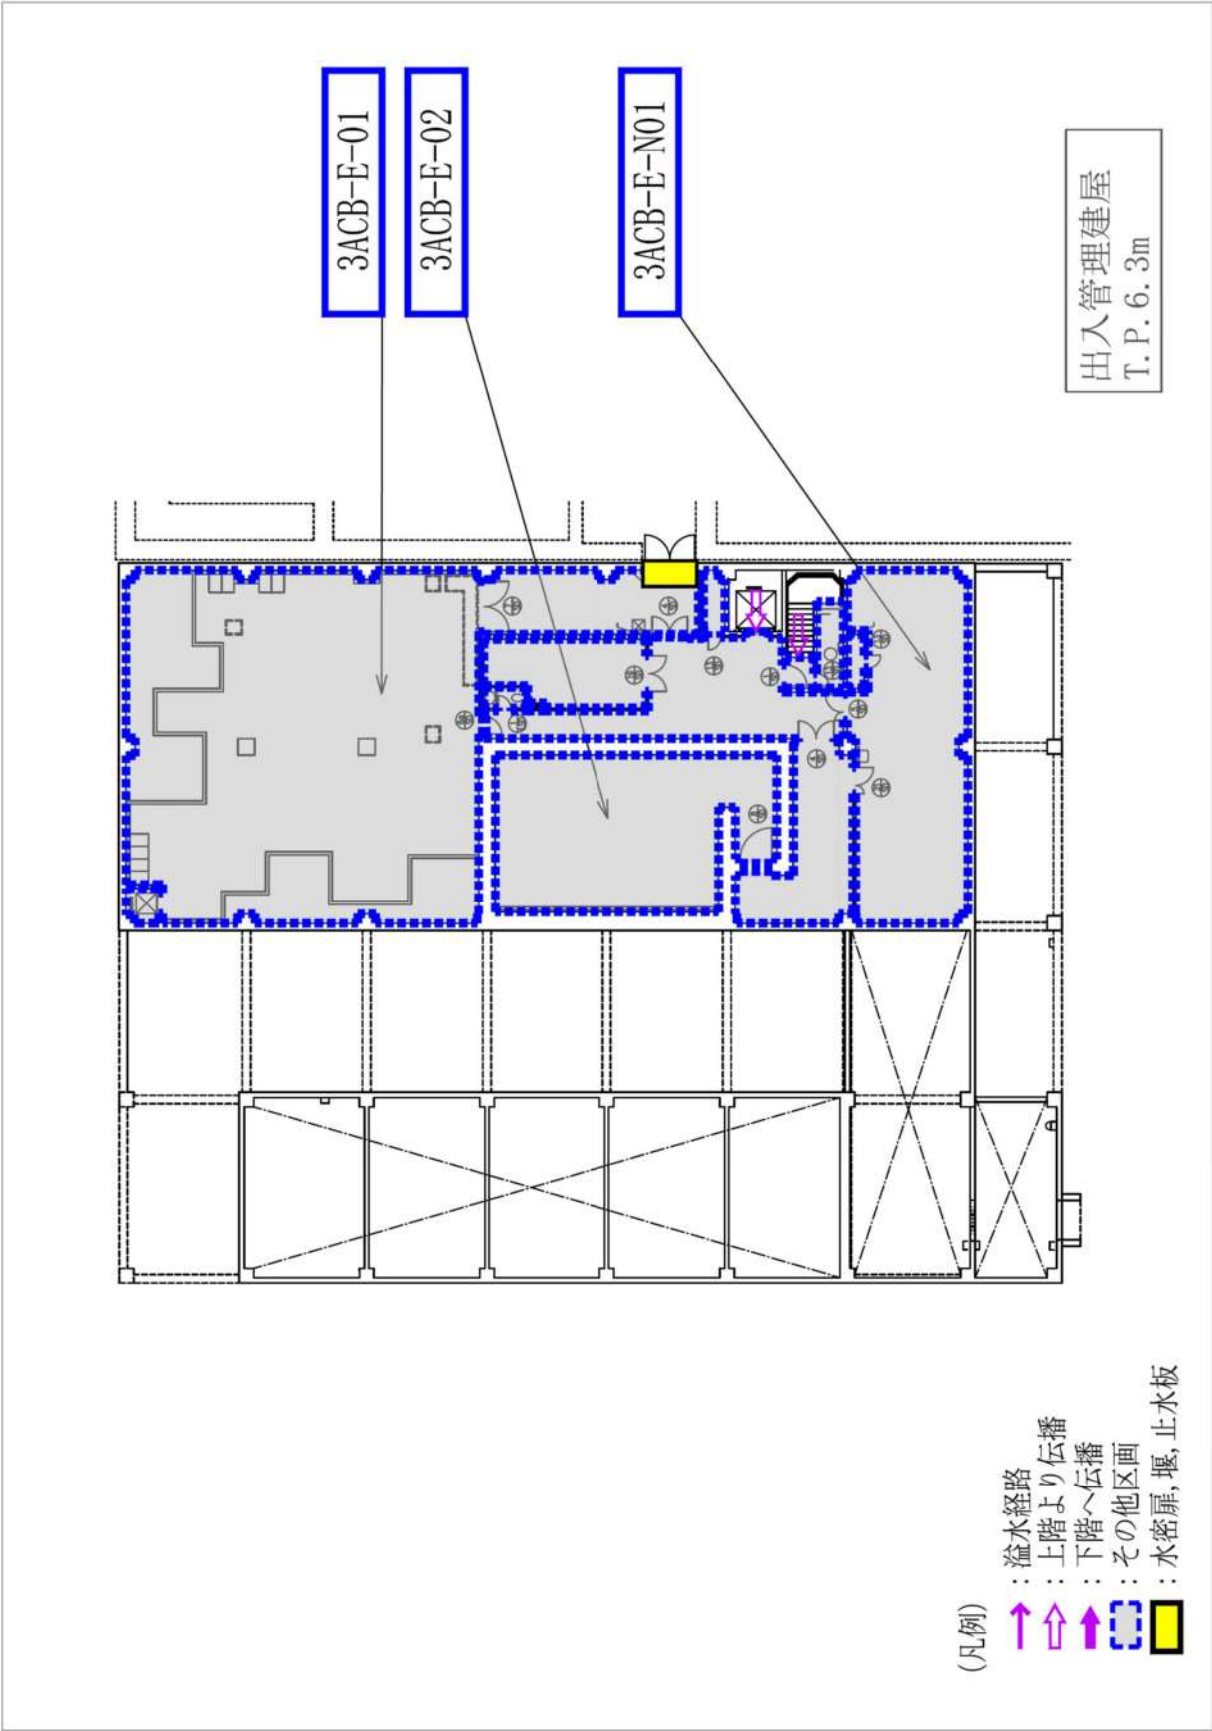 3ACB-E-01
3ACB-E-02
3ACB-E-N01
出入管理建屋
T.P.6.3m
(凡例)
：溢水経路
：上階より伝播
：下階へ伝播
：その他区画
：水密扉,堰,止水板